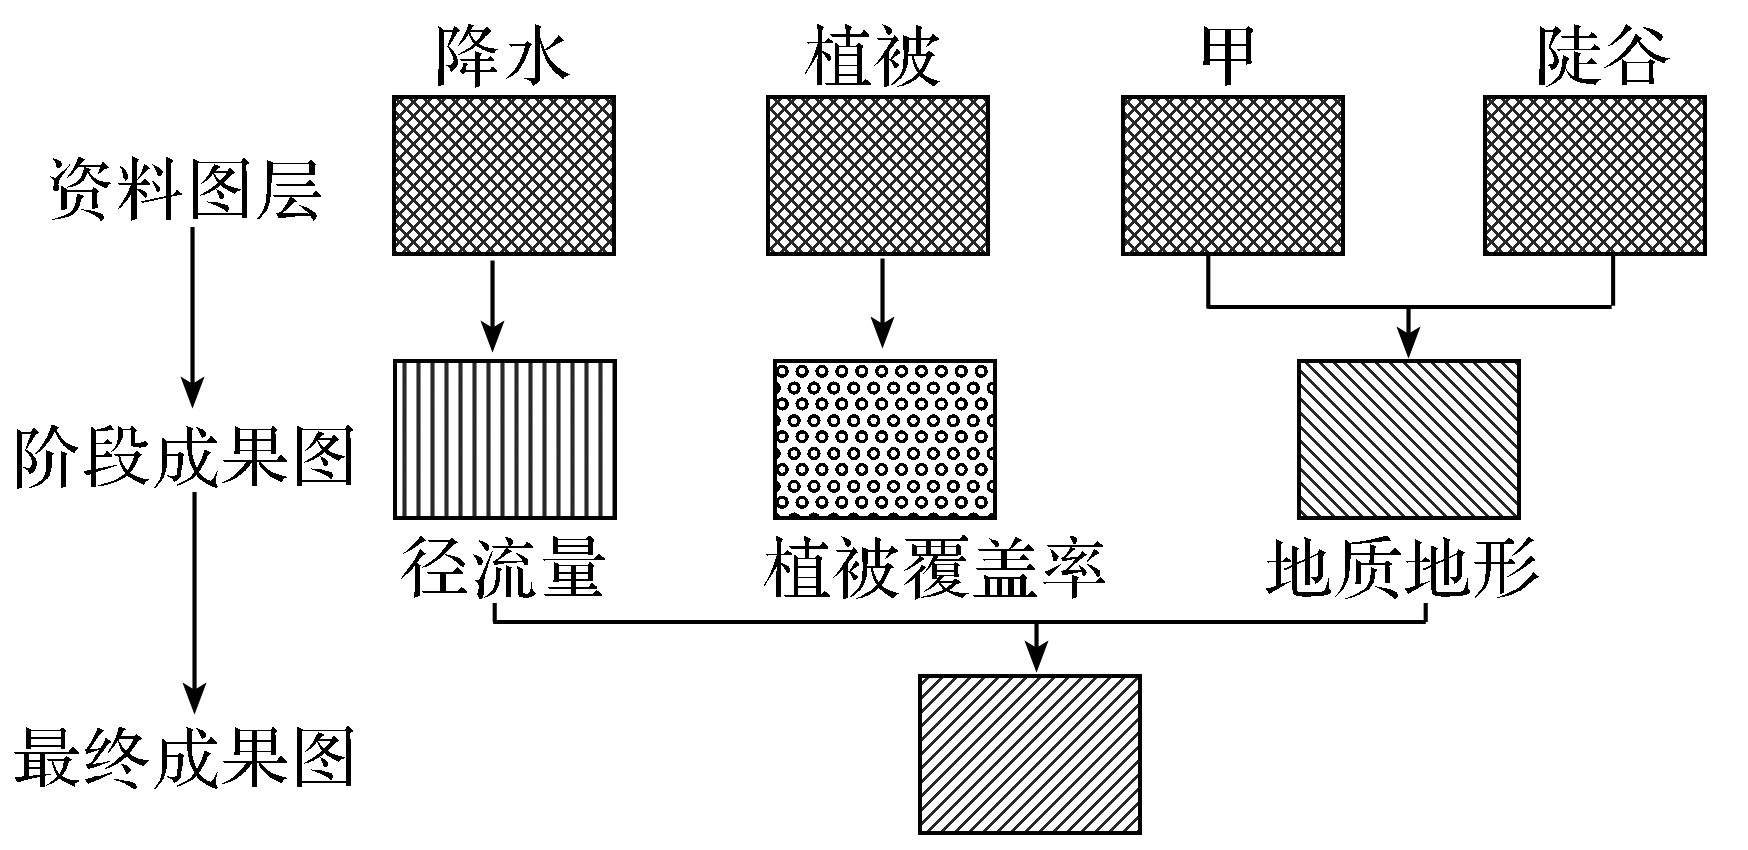 降水
植被
甲
陡谷
资料图层
阶段成果图
径流量
植被覆盖率
地质地形
最终成果图